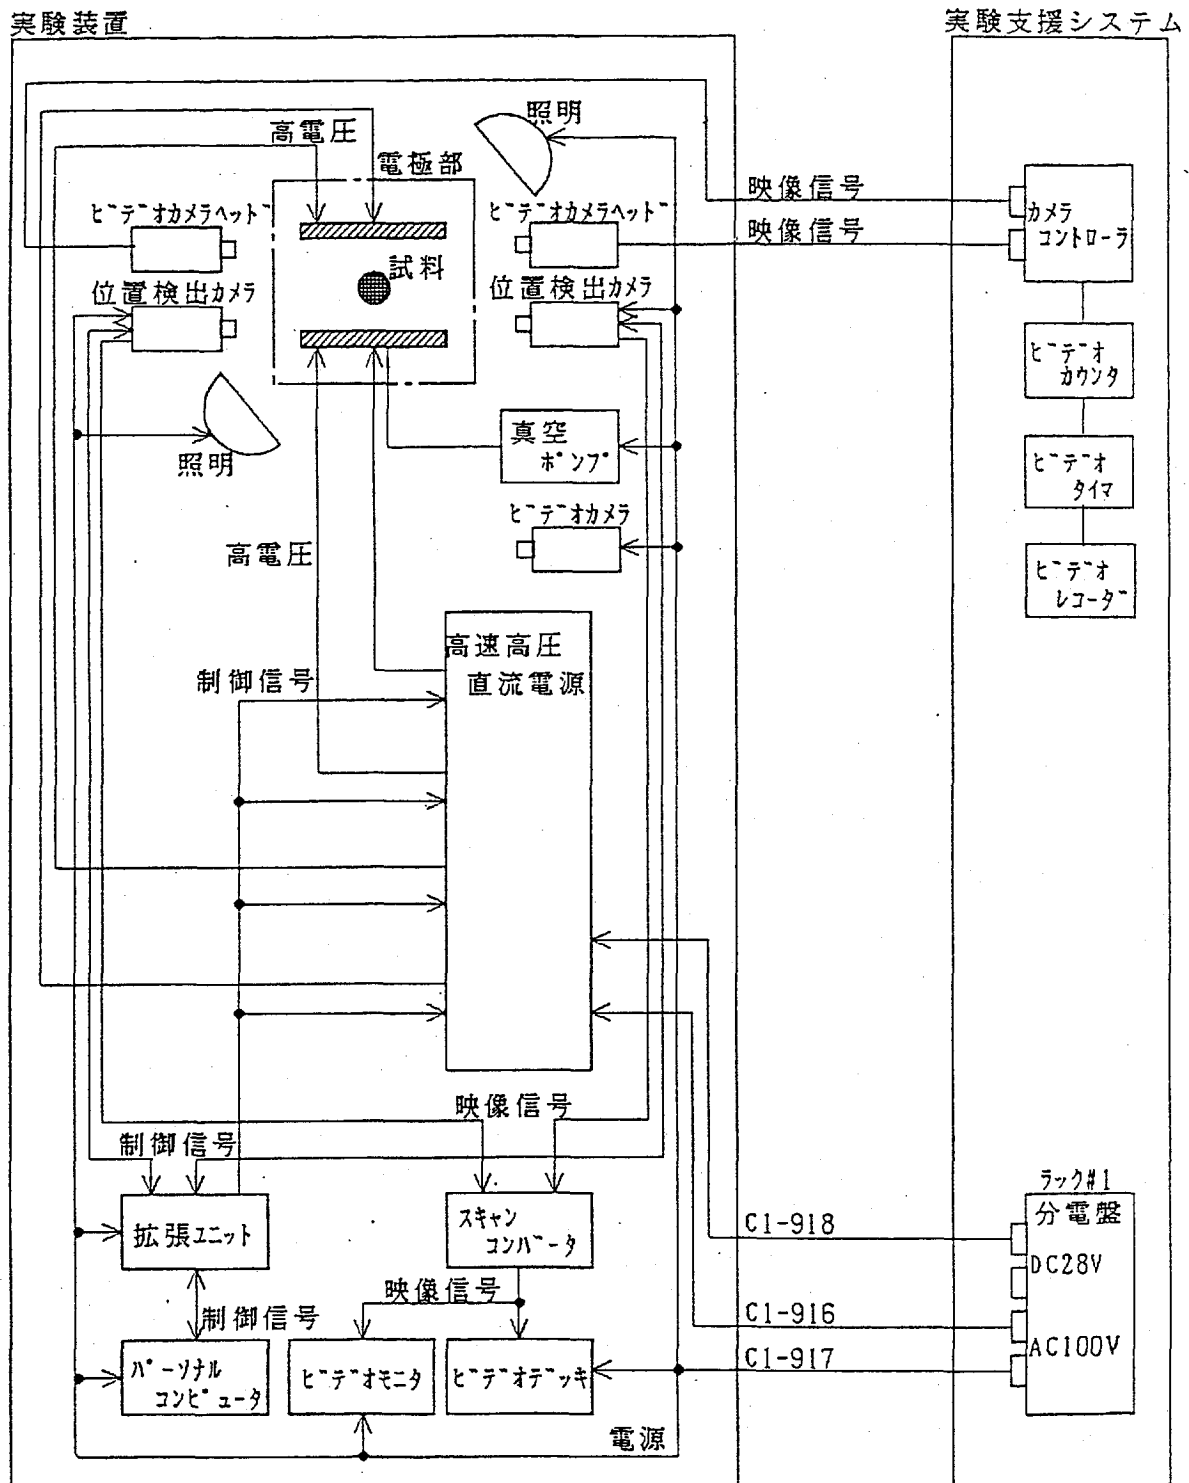 実験装置
実験支援システム
照明
高電圧
電極部
映像信号
ビデオカメラヘッド
ビデオカメラヘッド
カメラ
コントローラ
映像信号
試料
位置検出カメラ
位置検出カメラ
ビデオ
カウンタ
真空
ポンプ
照明
ビデオ
タイマ
ビデオカメラ
高電圧
ビデオ
レコーダ
高速高圧
直流電源
制御信号
映像信号
制御信号
ラック#1
分電盤
拡張ユニット
スキャン
コンバータ
C1-918
DC28V
映像信号
制御信号
C1-916
AC100V
C1-917
パーソナル
コンピュータ
ビデオモニタ
ビデオデッキ
電源